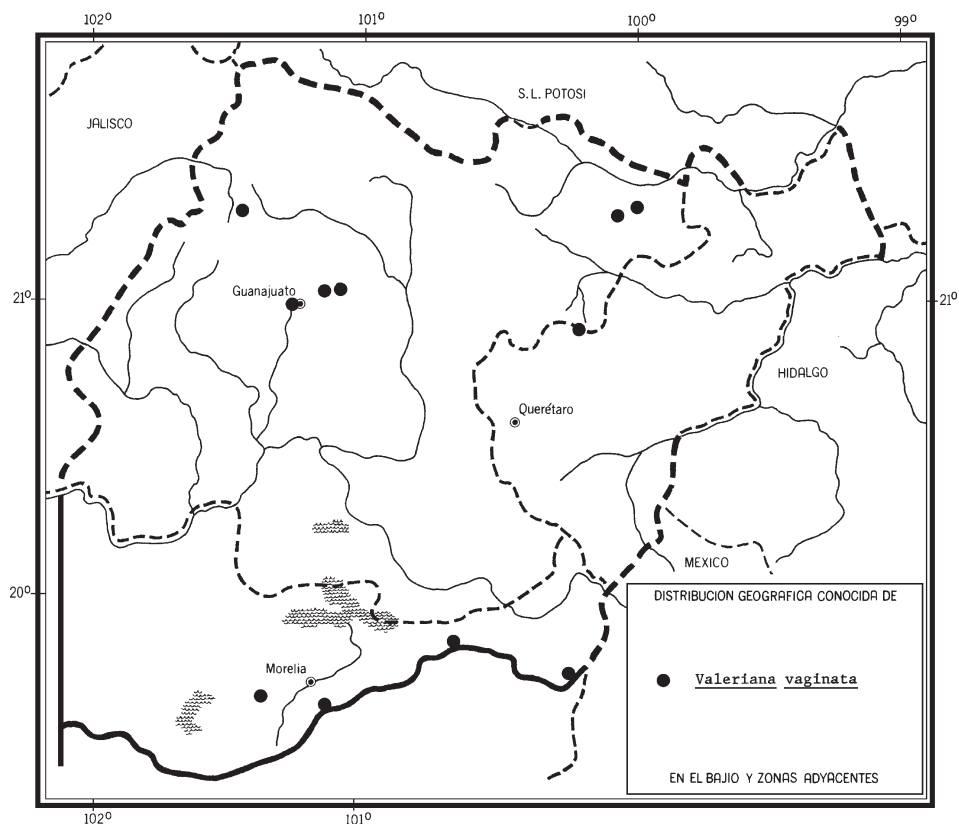 102° 101° 100° 99°
S.L. POTOSI
JALISCO
Guanajuato
21° 21°
HIDALGO
Querétaro
MEXICO
20°
DISTRIBUCION GEOGRAFICA CONOCIDA DE
Morelia
Valeriana vaginata
EN EL BAJIO Y ZONAS ADYACENTES
102° 101°